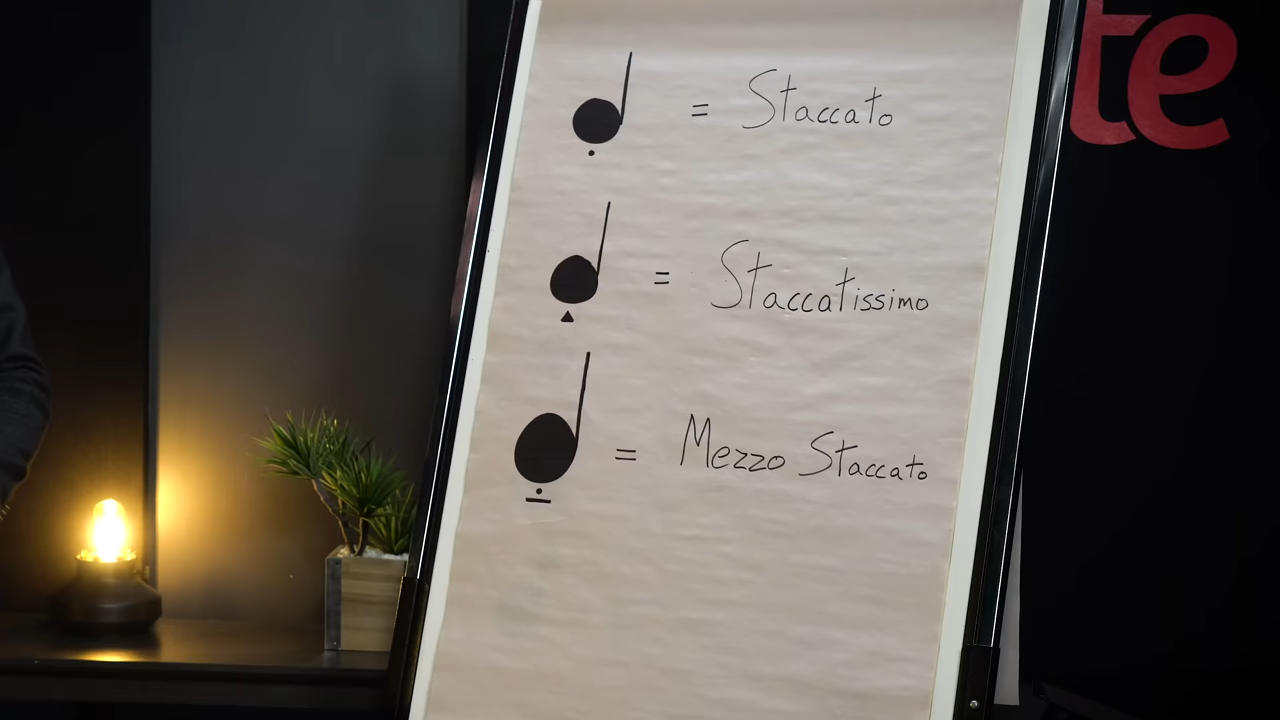 te
= Staccato
= Staccatissimo
= Mezzo Staccato